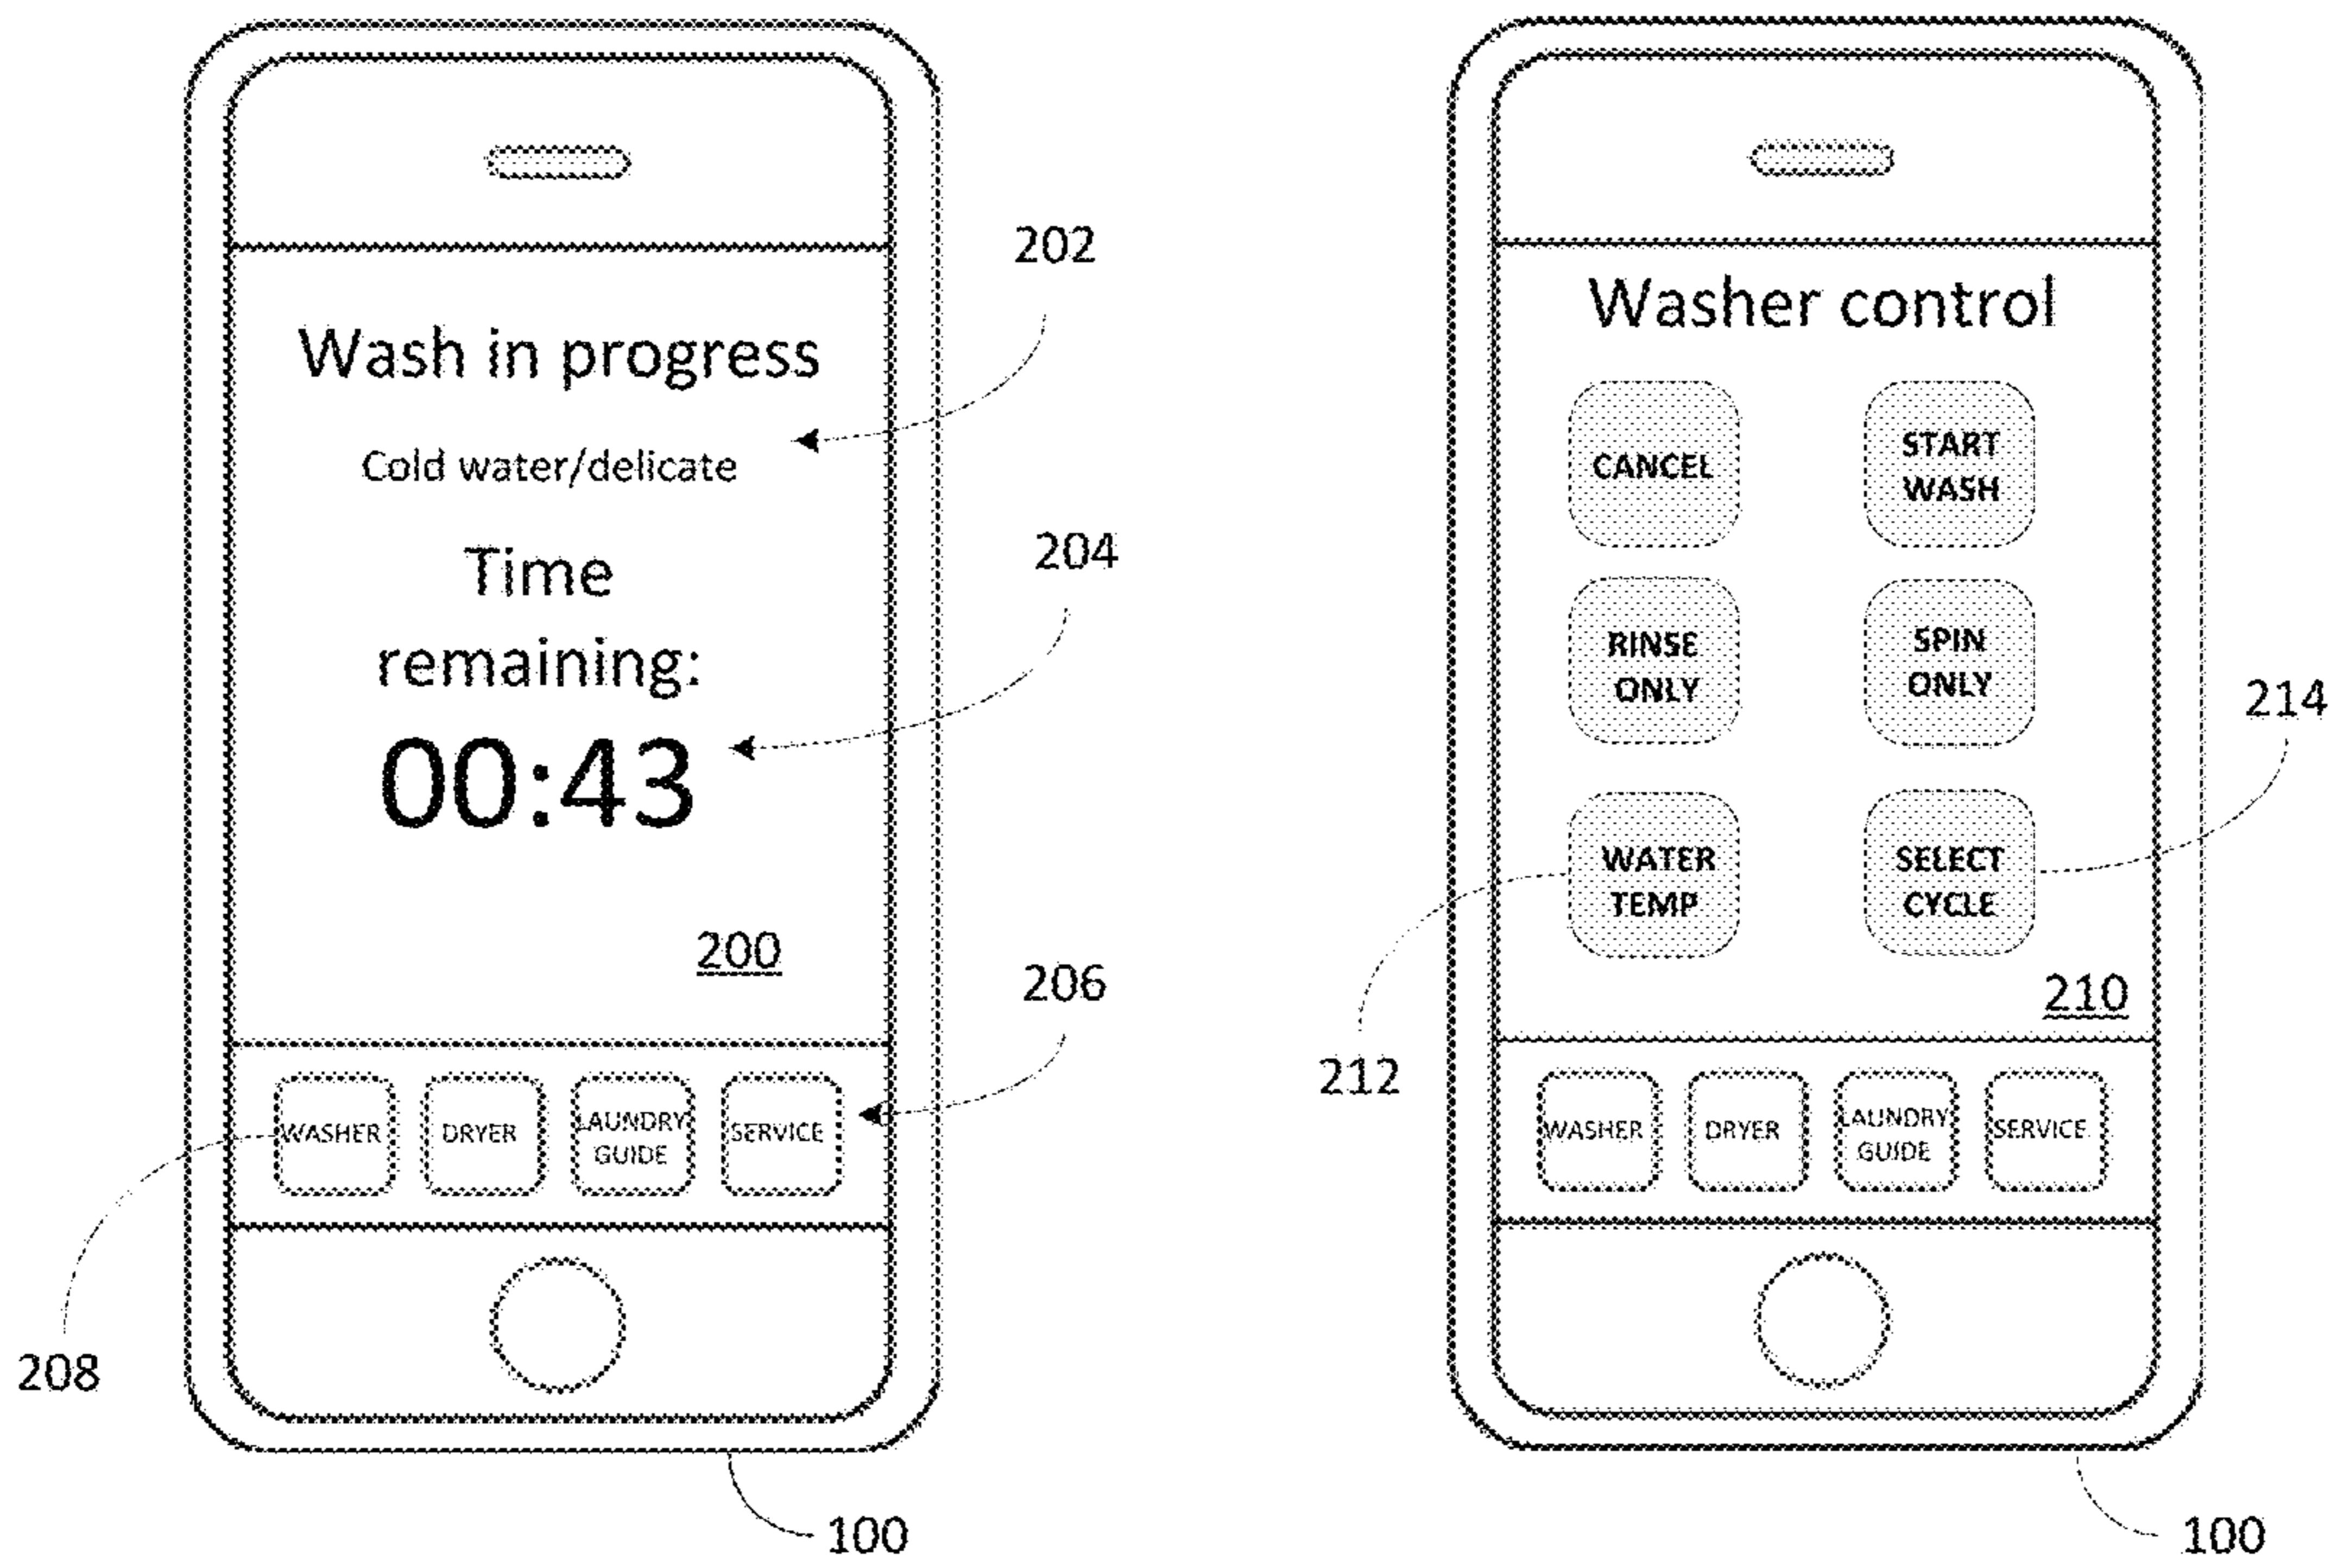 202
Wash in progress
Cold water/delicate
204
Time
remaining:
00:43
200
206
WASHER
DRYER
LAUNDRY
GUIDE
SERVICE
208
100
Washer control
CANCEL
START
WASH
RINSE
ONLY
SPIN
ONLY
214
WATER
TEMP
SELECT
CYCLE
210
212
WASHER
DRYER
LAUNDRY
GUIDE
SERVICE
100